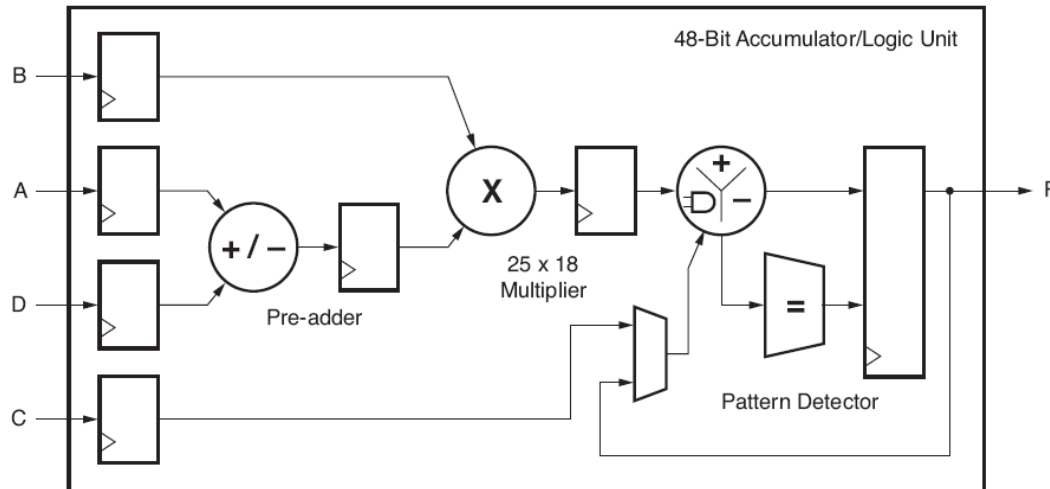 48-Bit Accumulator/Logic Unit
B
A
+
–
X
+ / –
25 x 18
Multiplier
D
Pre-adder
=
Pattern Detector
C